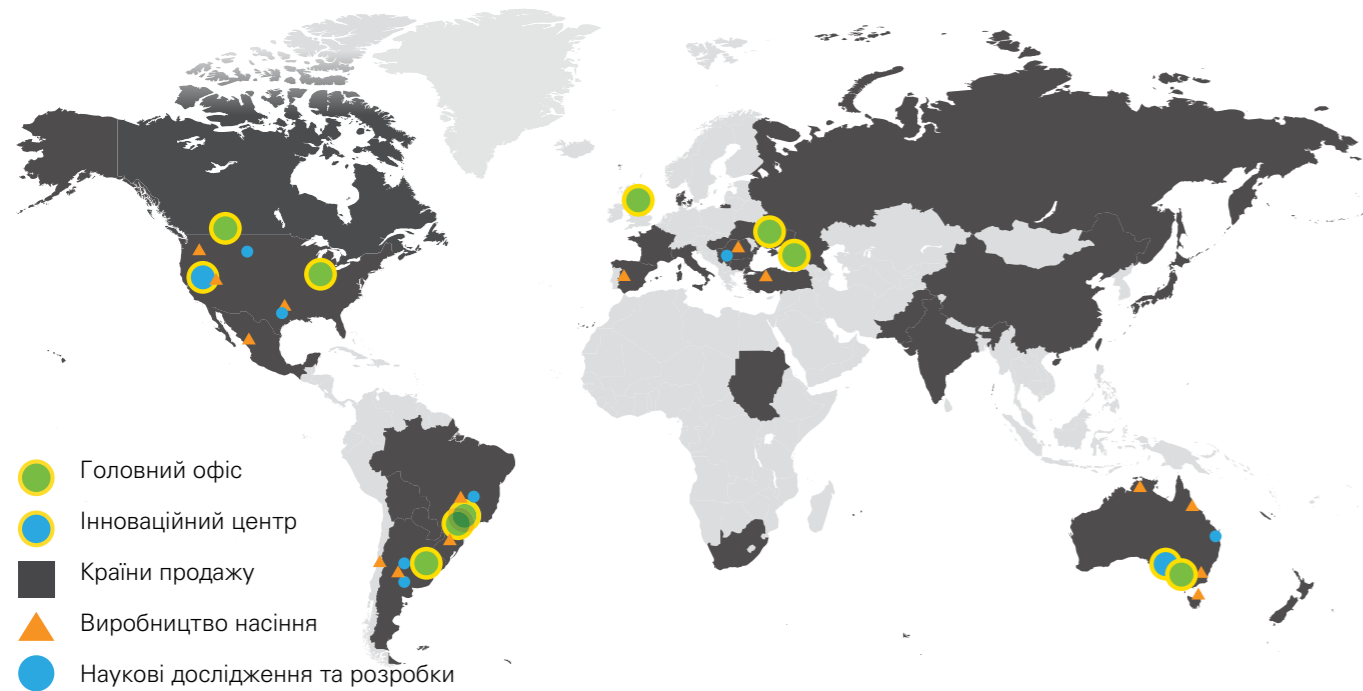 Головний офіс
Інноваційний центр
Країни продажу
Виробництво насіння
Наукові дослідження та розробки